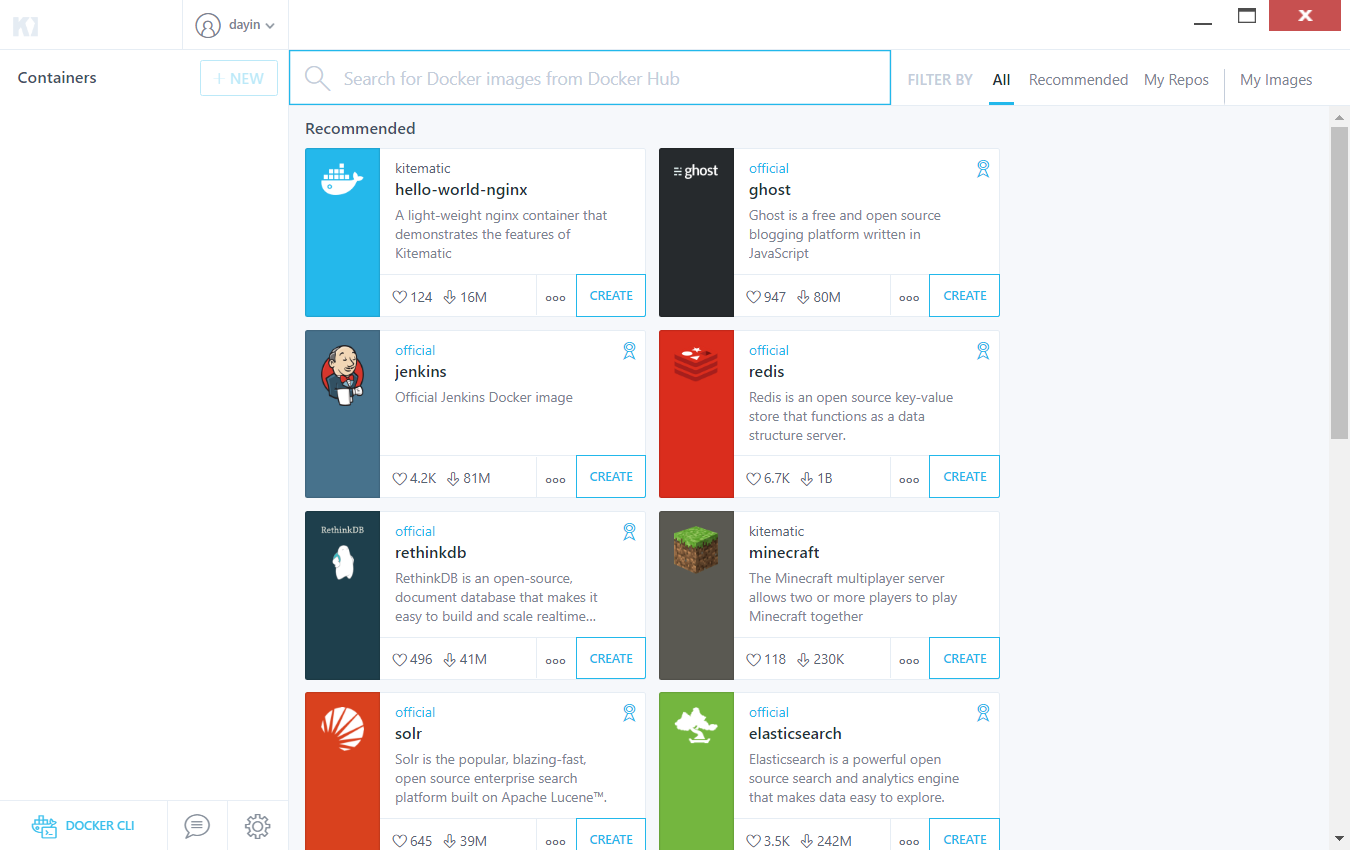 dayin
Containers
+ NEW
Search for Docker images from Docker Hub
FILTER BY All Recommended My Repos My Images
Recommended
kitematic
hello-world-nginx
A light-weight nginx container that
demonstrates the features of
Kitematic
124 16M CREATE
ghost
official
ghost
Ghost is a free and open source
blogging platform written in
JavaScript
947 80M CREATE
official
jenkins
Official Jenkins Docker image
4.2K 81M CREATE
official
redis
Redis is an open source key-value
store that functions as a data
structure server.
6.7K 1B CREATE
RethinkDB
official
rethinkdb
RethinkDB is an open-source,
document database that makes it
easy to build and scale realtime...
496 41M CREATE
kitematic
minecraft
The Minecraft multiplayer server
allows two or more players to play
Minecraft together
118 230K CREATE
official
solr
Solr is the popular, blazing-fast,
open source enterprise search
platform built on Apache Lucene™.
645 39M CREATE
official
elasticsearch
Elasticsearch is a powerful open
source search and analytics engine
that makes data easy to explore.
3.5K 242M CREATE
DOCKER CLI